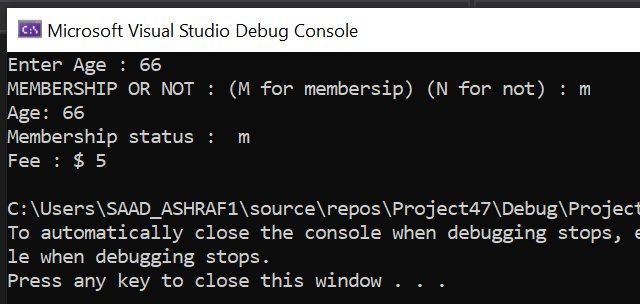 C:\ Microsoft Visual Studio Debug Console
Enter Age : 66
MEMBERSHIP OR NOT : (M for membersip) (N for not) : m
Age: 66
Membership status :  m
Fee : $ 5
C:\Users\SAAD_ASHRAF1\source\repos\Project47\Debug\Project
To automatically close the console when debugging stops, e
le when debugging stops.
Press any key to close this window . . .